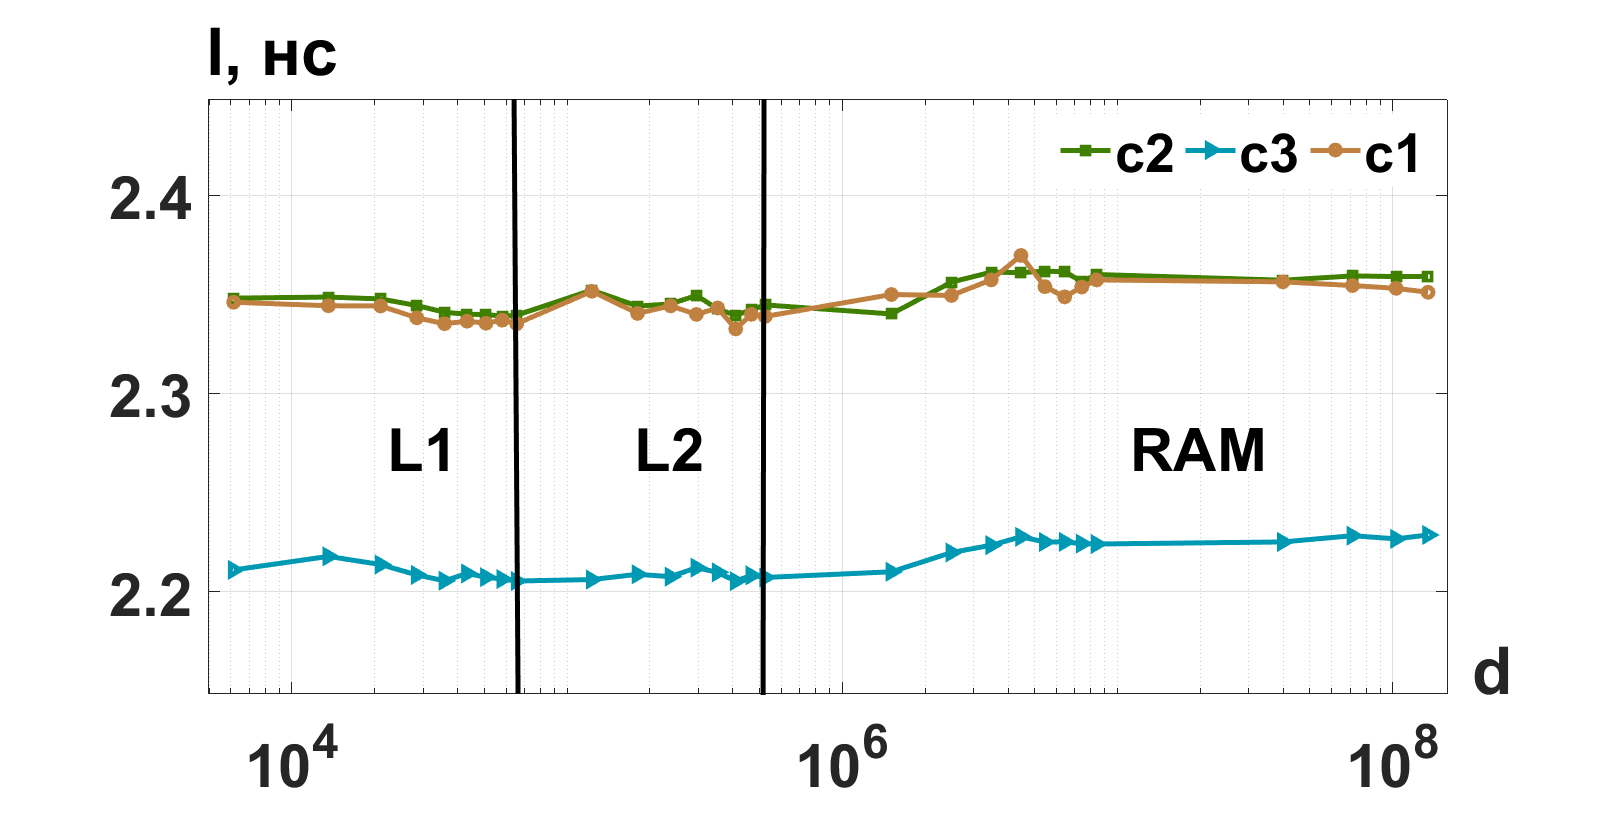 l, нс
c2 c3 c1
2.4
2.3
L1 L2 RAM
2.2
d
10^4 10^6 10^8